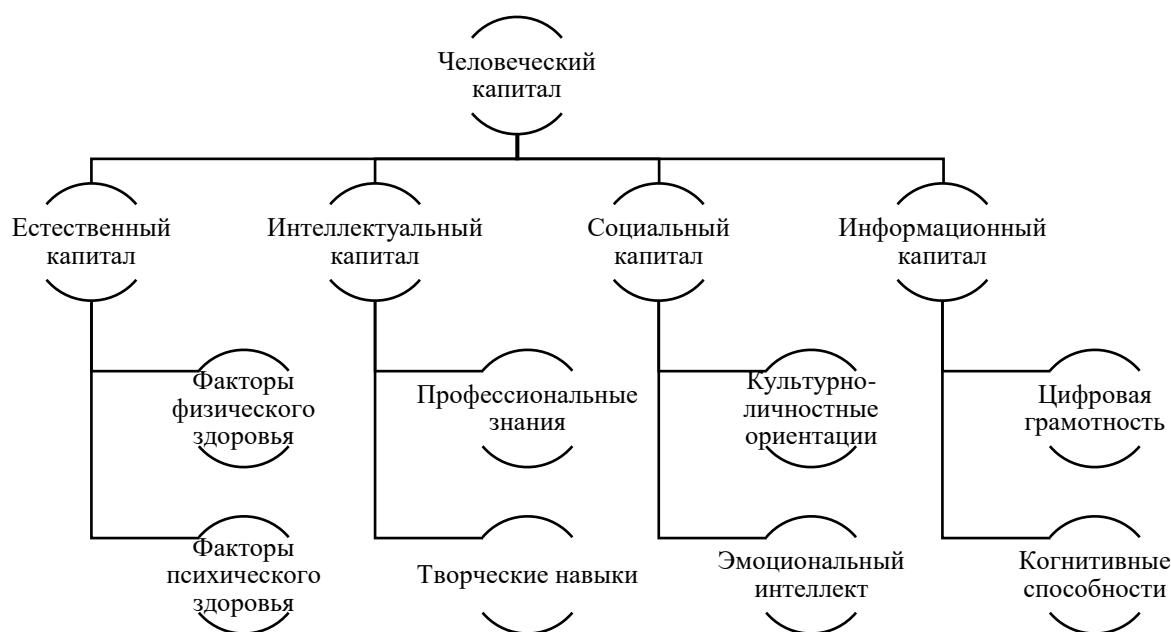 Человеческий
капитал
Естественный
капитал
Интеллектуальный
капитал
Социальный
капитал
Информационный
капитал
Факторы
физического
здоровья
Профессиональные
знания
Культурно-
личностные
ориентации
Цифровая
грамотность
Факторы
психического
здоровья
Творческие навыки
Эмоциональный
интеллект
Когнитивные
способности